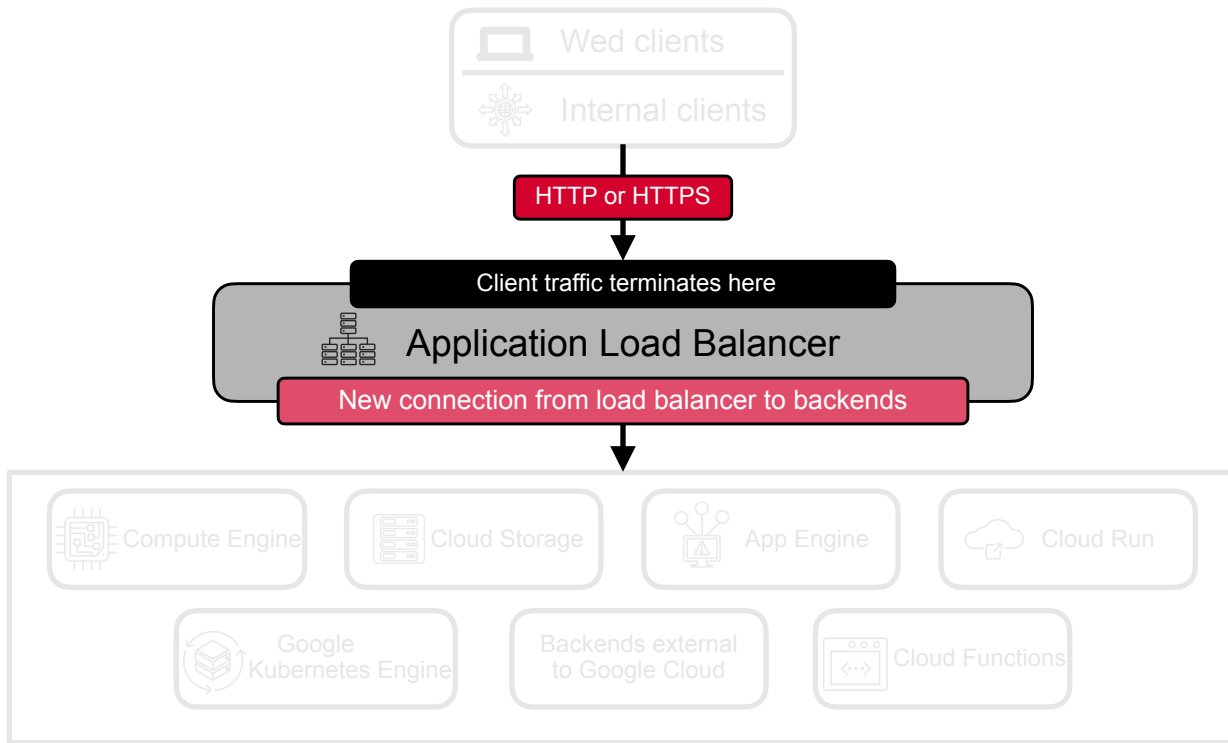 Wed clients
Internal clients
HTTP or HTTPS
Client traffic terminates here
Application Load Balancer
New connection from load balancer to backends
Compute Engine
Cloud Storage
App Engine
Cloud Run
Google
Kubernetes Engine
Backends external
to Google Cloud
Cloud Functions